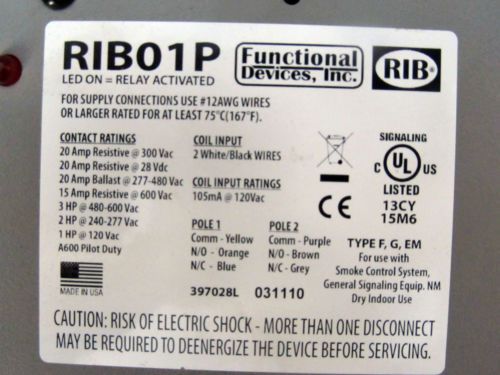 RIB01P
LED ON = RELAY ACTIVATED
Functional
Devices, Inc.
RIB®
FOR SUPPLY CONNECTIONS USE #12AWG WIRES
OR LARGER RATED FOR AT LEAST 75°C(167°F).
CONTACT RATINGS
20 Amp Resistive @ 300 Vac
20 Amp Resistive @ 28 Vdc
20 Amp Ballast @ 277-480 Vac
15 Amp Resistive @ 600 Vac
3 HP @ 480-600 Vac
2 HP @ 240-277 Vac
1 HP @ 120 Vac
A600 Pilot Duty
COIL INPUT
2 White/Black WIRES
COIL INPUT RATINGS
105mA @ 120Vac
POLE 1
Comm - Yellow
N/O - Orange
N/C - Blue
POLE 2
Comm - Purple
N/O - Brown
N/C - Grey
SIGNALING
C UL ®
LISTED
13CY
15M6
TYPE F, G, EM
For use with
Smoke Control System,
General Signaling Equip. NM
Dry Indoor Use
MADE IN USA
397028L 031110
CAUTION: RISK OF ELECTRIC SHOCK - MORE THAN ONE DISCONNECT
MAY BE REQUIRED TO DEENERGIZE THE DEVICE BEFORE SERVICING.